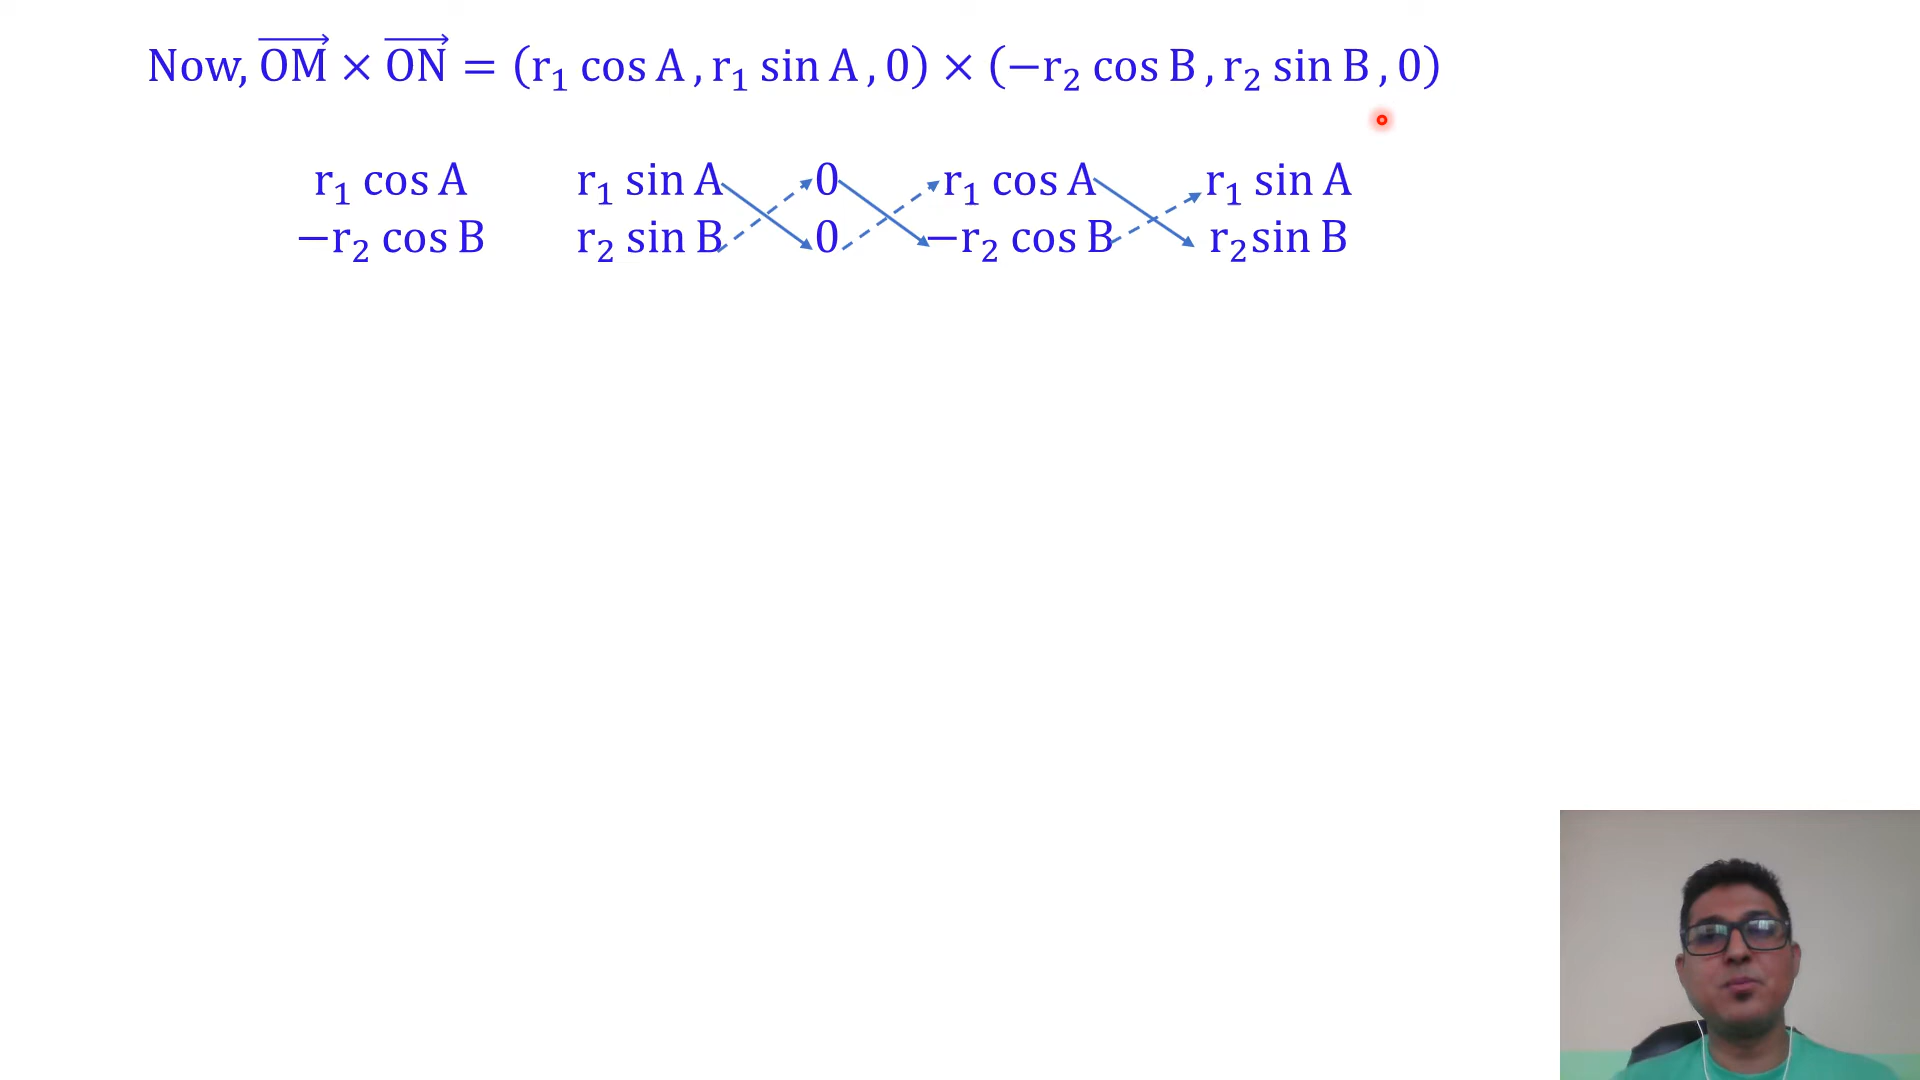 Now, OM⃗ × ON⃗ = (r₁ cos A , r₁ sin A , 0) × (−r₂ cos B , r₂ sin B , 0)
r₁ cos A r₁ sin A 0 r₁ cos A r₁ sin A
−r₂ cos B r₂ sin B 0 −r₂ cos B r₂sin B